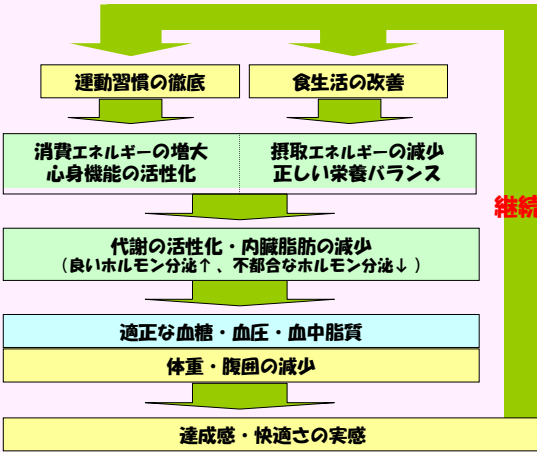 運動習慣の徹底
食生活の改善
消費エネルギーの増大
心身機能の活性化
摂取エネルギーの減少
正しい栄養バランス
継続
代謝の活性化・内臓脂肪の減少
（良いホルモン分泌↑、不都合なホルモン分泌↓）
適正な血糖・血圧・血中脂質
体重・腹囲の減少
達成感・快適さの実感